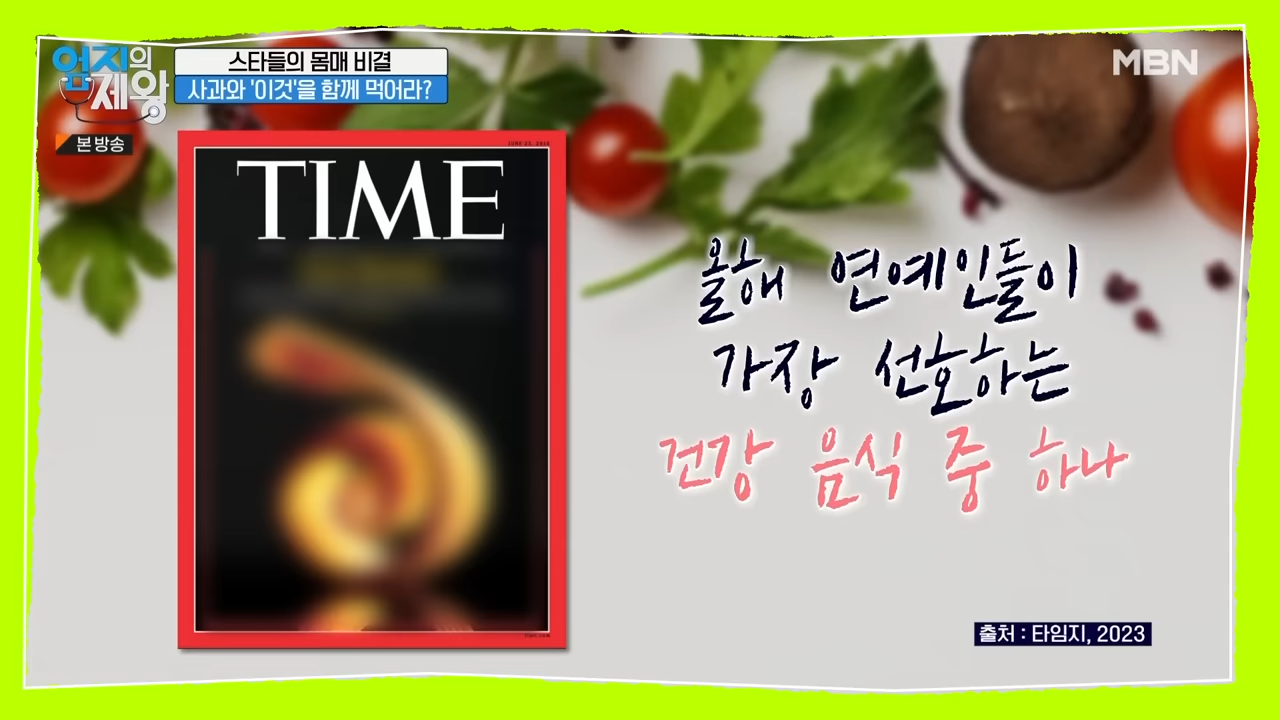 엄지의
제왕
본 방송
스타들의 몸매 비결
사과와 '이것'을 함께 먹어라?
MBN
TIME
올해 연예인들이
가장 선호하는
건강 음식 중 하나
출처 : 타임지, 2023